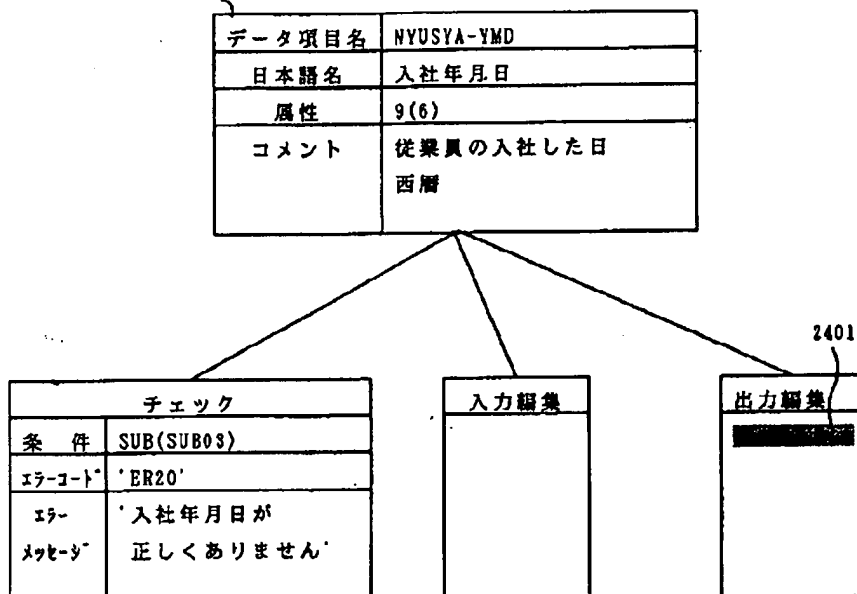 データ項目名 NYUSYA-YMD
日本語名 入社年月日
属性 9(6)
コメント 従業員の入社した日
西暦
2401
チェック
条件 SUB(SUB03)
エラーコード 'ER20'
エラー '入社年月日が
メッセージ 正しくありません'
入力編集
出力編集